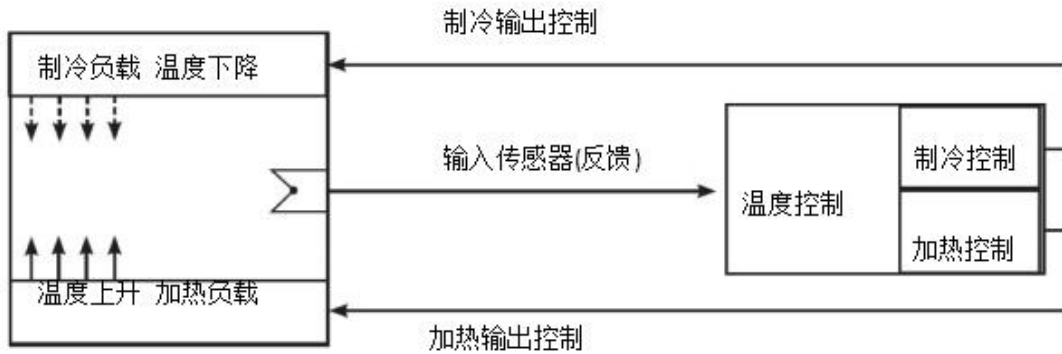 制冷输出控制
制冷负载 温度下降
输入传感器(反馈)
制冷控制
温度控制
加热控制
温度上升 加热负载
加热输出控制